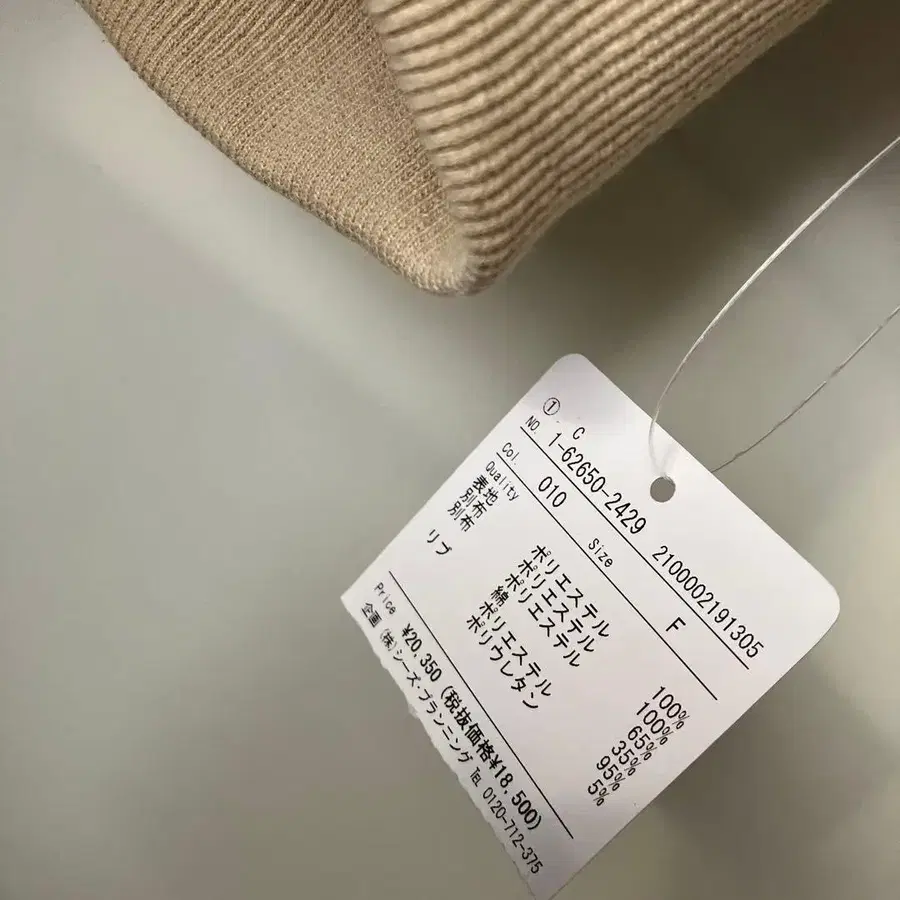 ① C
NO. 1-62650-2429 2100002191305
Col. 010 Size F
Quality
表地 ポリエステル 100%
別布 ポリエステル 100%
別布 ポリエステル 65%
綿 35%
リブ ポリエステル 95%
ポリウレタン 5%
Price ¥20,350 (税抜価格¥18,500)
企画 (株)シーズ・プランニング ℡ 0120-712-375